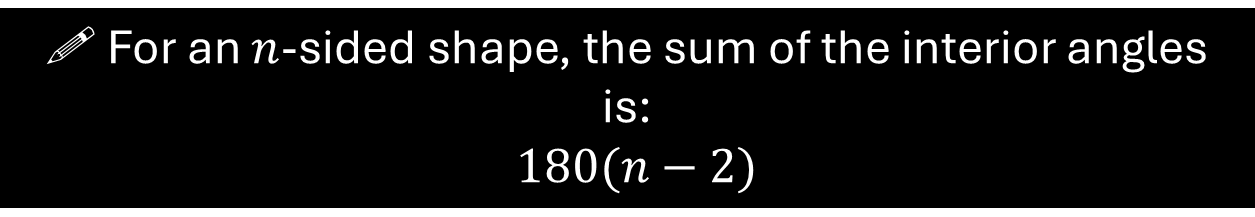 For an n-sided shape, the sum of the interior angles
is:
180(n − 2)